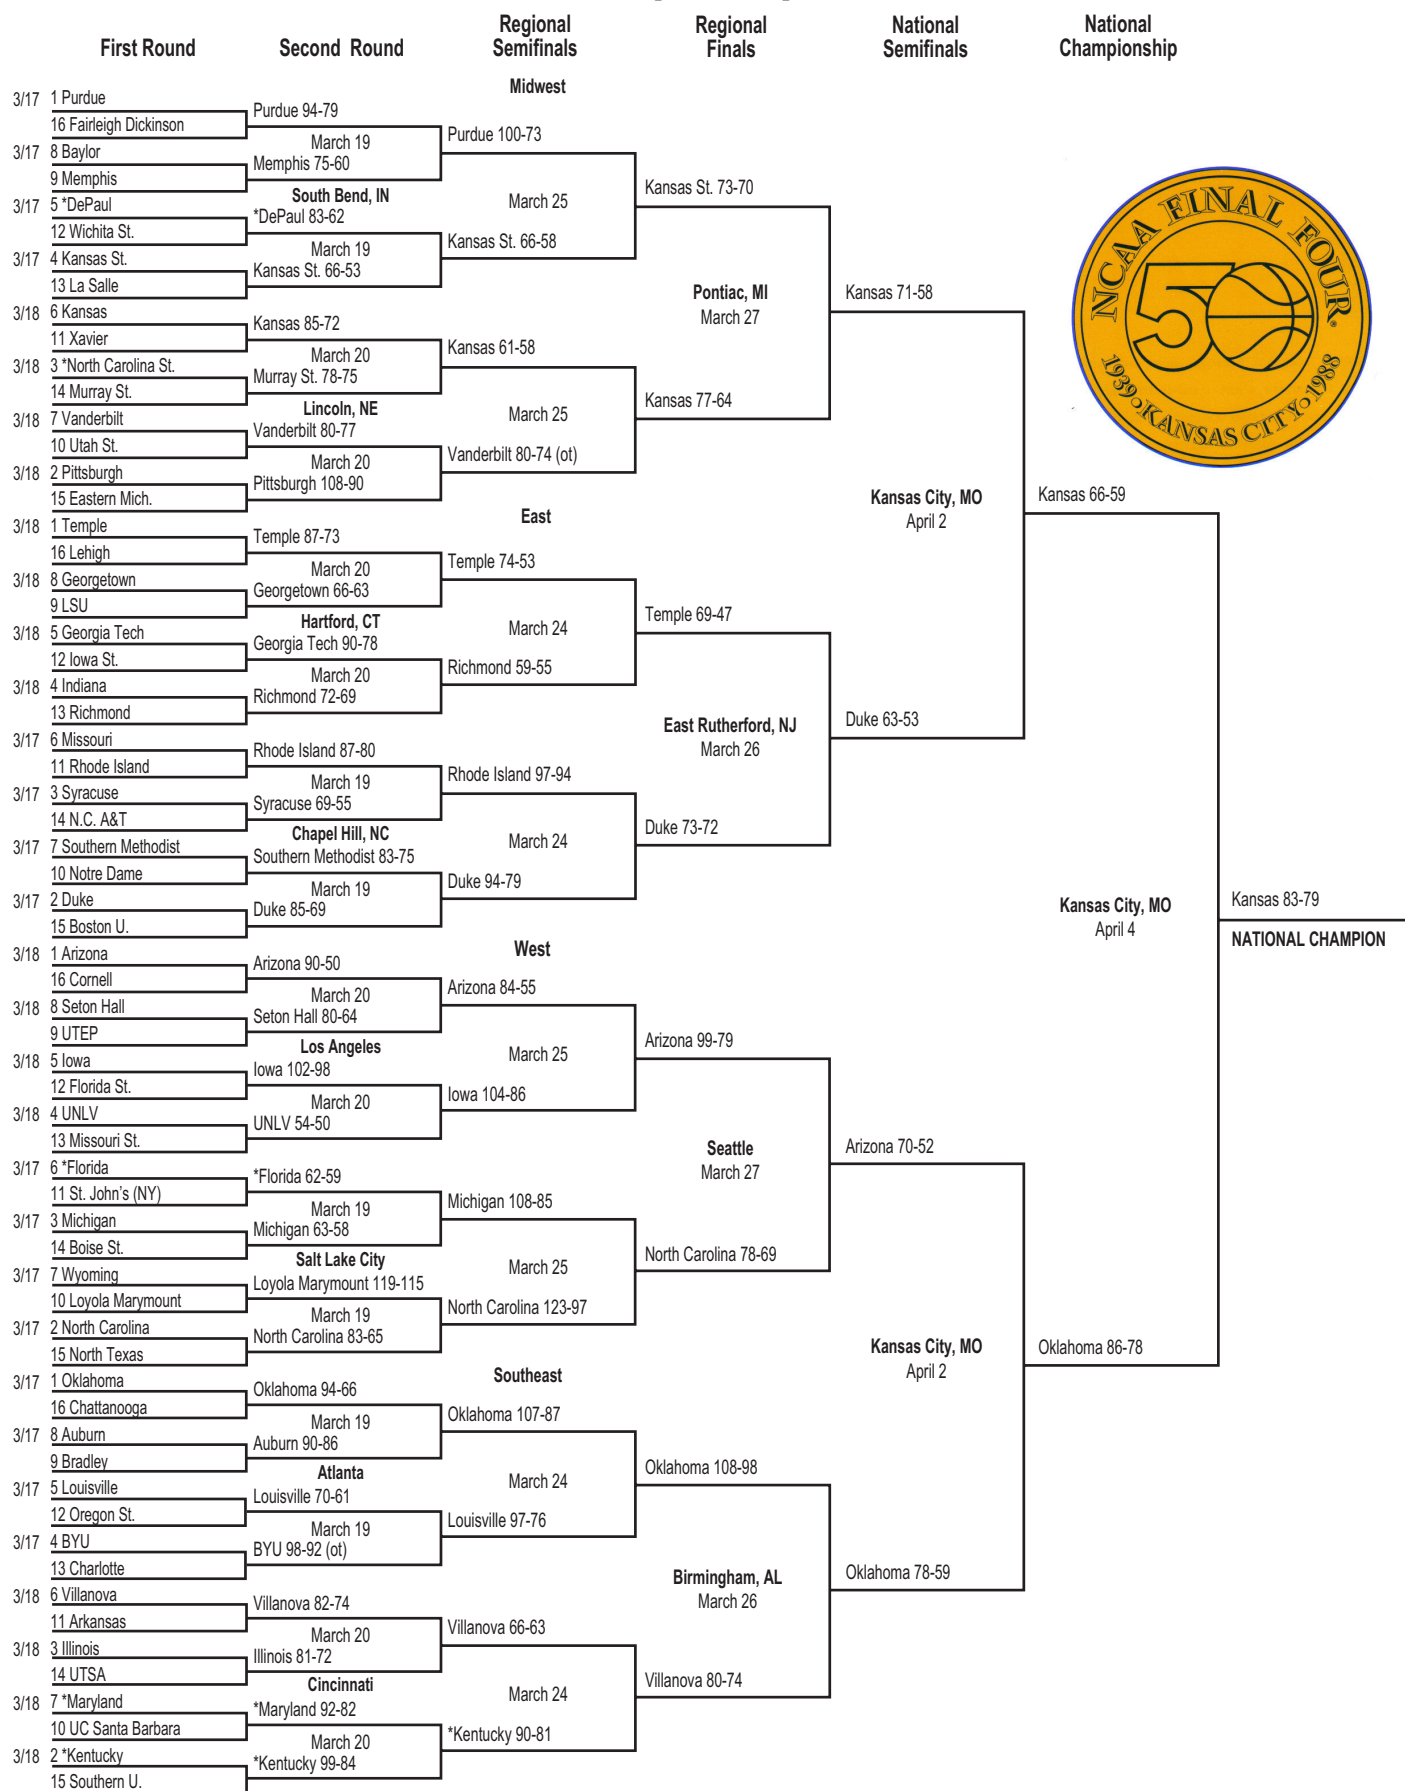 First Round
Second Round
Regional
Semifinals
Regional
Finals
National
Semifinals
National
Championship
Midwest
3/17 1 Purdue
16 Fairleigh Dickinson
3/17 8 Baylor
9 Memphis
3/17 5 *DePaul
12 Wichita St.
3/17 4 Kansas St.
13 La Salle
3/18 6 Kansas
11 Xavier
3/18 3 *North Carolina St.
14 Murray St.
3/18 7 Vanderbilt
10 Utah St.
3/18 2 Pittsburgh
15 Eastern Mich.
Purdue 94-79
March 19
Memphis 75-60
South Bend, IN
*DePaul 83-62
March 19
Kansas St. 66-53
Kansas 85-72
March 20
Murray St. 78-75
Lincoln, NE
Vanderbilt 80-77
March 20
Pittsburgh 108-90
Purdue 100-73
March 25
Kansas St. 66-58
Kansas 61-58
March 25
Vanderbilt 80-74 (ot)
Kansas St. 73-70
Pontiac, MI
March 27
Kansas 77-64
Kansas 71-58
East
3/18 1 Temple
16 Lehigh
3/18 8 Georgetown
9 LSU
3/18 5 Georgia Tech
12 Iowa St.
3/18 4 Indiana
13 Richmond
3/17 6 Missouri
11 Rhode Island
3/17 3 Syracuse
14 N.C. A&T
3/17 7 Southern Methodist
10 Notre Dame
3/17 2 Duke
15 Boston U.
Temple 87-73
March 20
Georgetown 66-63
Hartford, CT
Georgia Tech 90-78
March 20
Richmond 72-69
Rhode Island 87-80
March 19
Syracuse 69-55
Chapel Hill, NC
Southern Methodist 83-75
March 19
Duke 85-69
Temple 74-53
March 24
Richmond 59-55
Rhode Island 97-94
March 24
Duke 94-79
Temple 69-47
East Rutherford, NJ
March 26
Duke 73-72
Duke 63-53
West
3/18 1 Arizona
16 Cornell
3/18 8 Seton Hall
9 UTEP
3/18 5 Iowa
12 Florida St.
3/18 4 UNLV
13 Missouri St.
3/17 6 *Florida
11 St. John's (NY)
3/17 3 Michigan
14 Boise St.
3/17 7 Wyoming
10 Loyola Marymount
3/17 2 North Carolina
15 North Texas
Arizona 90-50
March 20
Seton Hall 80-64
Los Angeles
Iowa 102-98
March 20
UNLV 54-50
*Florida 62-59
March 19
Michigan 63-58
Salt Lake City
Loyola Marymount 119-115
March 19
North Carolina 83-65
Arizona 84-55
March 25
Iowa 104-86
Michigan 108-85
March 25
North Carolina 123-97
Arizona 99-79
Seattle
March 27
North Carolina 78-69
Arizona 70-52
Southeast
3/17 1 Oklahoma
16 Chattanooga
3/17 8 Auburn
9 Bradley
3/17 5 Louisville
12 Oregon St.
3/17 4 BYU
13 Charlotte
3/18 6 Villanova
11 Arkansas
3/18 3 Illinois
14 UTSA
3/18 7 *Maryland
10 UC Santa Barbara
3/18 2 *Kentucky
15 Southern U.
Oklahoma 94-66
March 19
Auburn 90-86
Atlanta
Louisville 70-61
March 19
BYU 98-92 (ot)
Villanova 82-74
March 20
Illinois 81-72
Cincinnati
*Maryland 92-82
March 20
*Kentucky 99-84
Oklahoma 107-87
March 24
Louisville 97-76
Villanova 66-63
March 24
*Kentucky 90-81
Oklahoma 108-98
Birmingham, AL
March 26
Villanova 80-74
Oklahoma 78-59
Kansas City, MO
April 2
Kansas 66-59
Kansas City, MO
April 2
Oklahoma 86-78
Kansas City, MO
April 4
Kansas 83-79
NATIONAL CHAMPION
NCAA FINAL FOUR®
50
1939•KANSAS CITY•1988